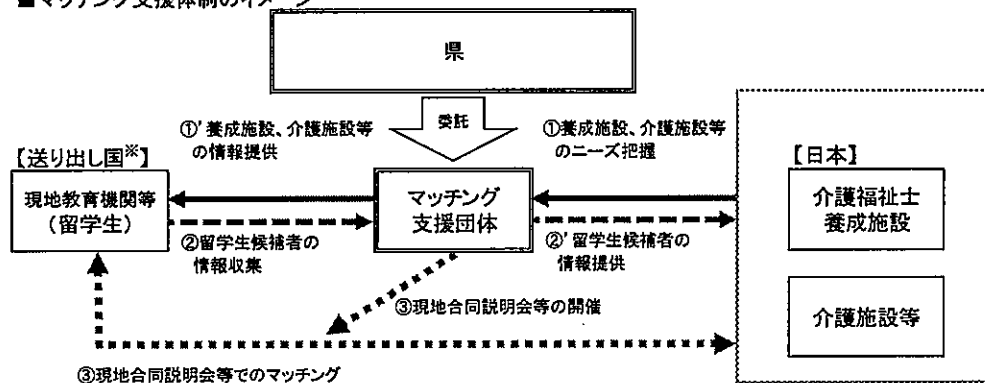 ■マッチング支援体制のイメージ
県
委託
①’養成施設、介護施設等
の情報提供
①養成施設、介護施設等
のニーズ把握
【送り出し国※】
【日本】
現地教育機関等
(留学生)
マッチング
支援団体
介護福祉士
養成施設
②留学生候補者の
情報収集
②’留学生候補者の
情報提供
③現地合同説明会等の開催
介護施設等
③現地合同説明会等でのマッチング